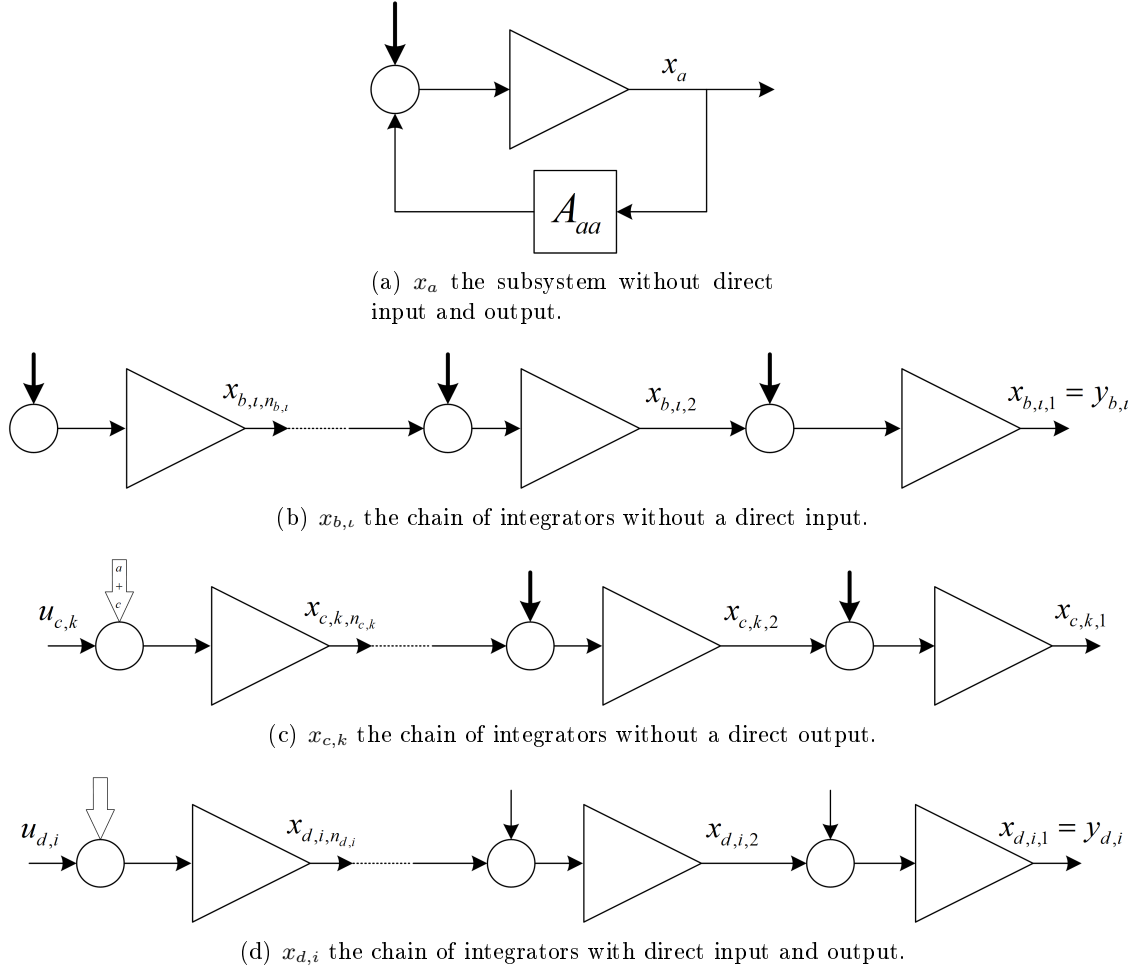 x_a
A_{aa}
(a) x_a the subsystem without direct
input and output.
x_{b,ι,n_{b,ι}} x_{b,ι,2} x_{b,ι,1} = y_{b,ι}
(b) x_{b,ι} the chain of integrators without a direct input.
a
+
c
u_{c,k} x_{c,k,n_{c,k}} x_{c,k,2} x_{c,k,1}
(c) x_{c,k} the chain of integrators without a direct output.
u_{d,i} x_{d,i,n_{d,i}} x_{d,i,2} x_{d,i,1} = y_{d,i}
(d) x_{d,i} the chain of integrators with direct input and output.